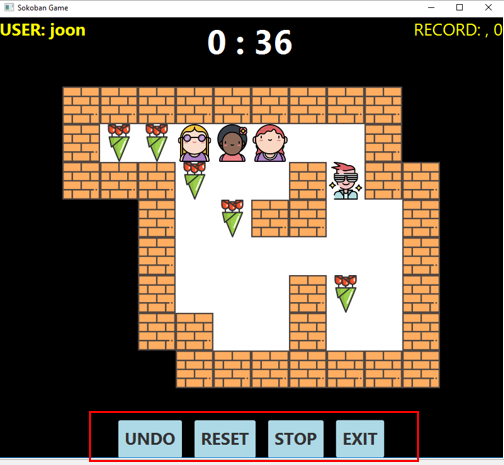 Sokoban Game
USER: joon
0 : 36
RECORD: , 0
UNDO RESET STOP EXIT